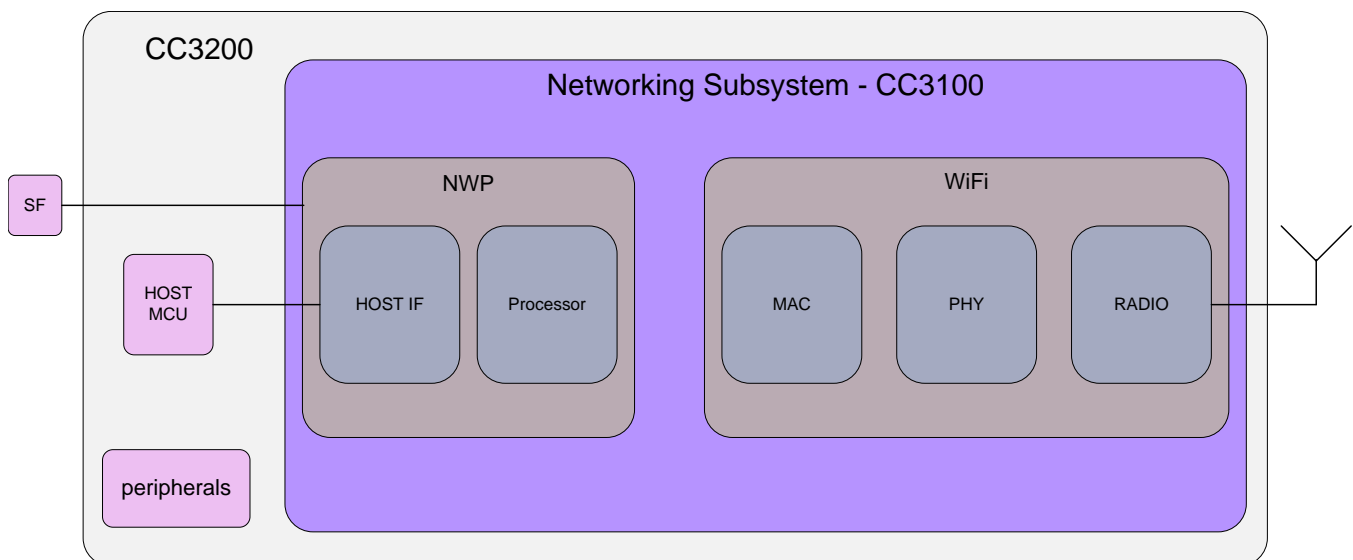 CC3200
Networking Subsystem - CC3100
NWP
WiFi
SF
HOST
MCU
HOST IF
Processor
MAC
PHY
RADIO
peripherals